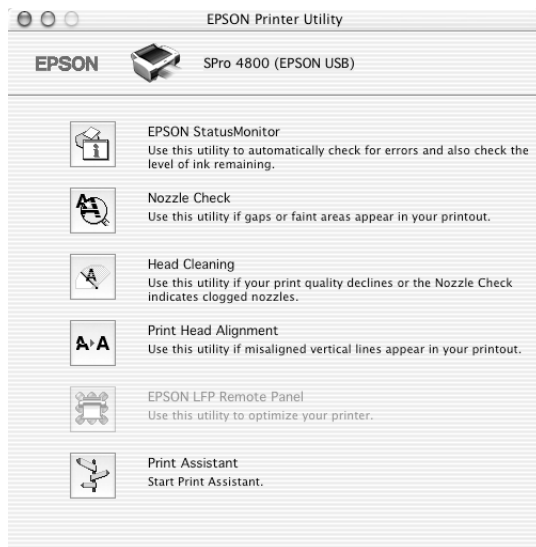 EPSON Printer Utility
EPSON
SPro 4800 (EPSON USB)
EPSON StatusMonitor
Use this utility to automatically check for errors and also check the
level of ink remaining.
Nozzle Check
Use this utility if gaps or faint areas appear in your printout.
Head Cleaning
Use this utility if your print quality declines or the Nozzle Check
indicates clogged nozzles.
Print Head Alignment
Use this utility if misaligned vertical lines appear in your printout.
EPSON LFP Remote Panel
Use this utility to optimize your printer.
Print Assistant
Start Print Assistant.